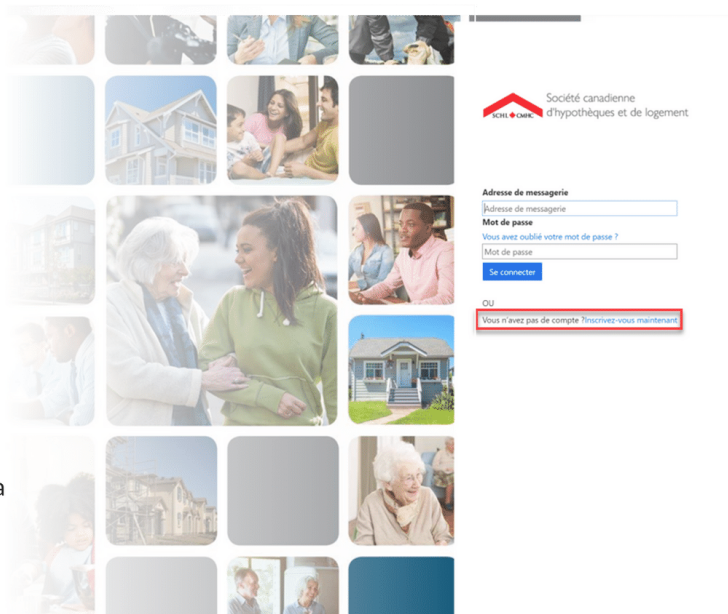 Société canadienne
d'hypothèques et de logement
SCHL CMHC
Adresse de messagerie
Adresse de messagerie
Mot de passe
Vous avez oublié votre mot de passe ?
Mot de passe
Se connecter
OU
Vous n'avez pas de compte ?Inscrivez-vous maintenant
a